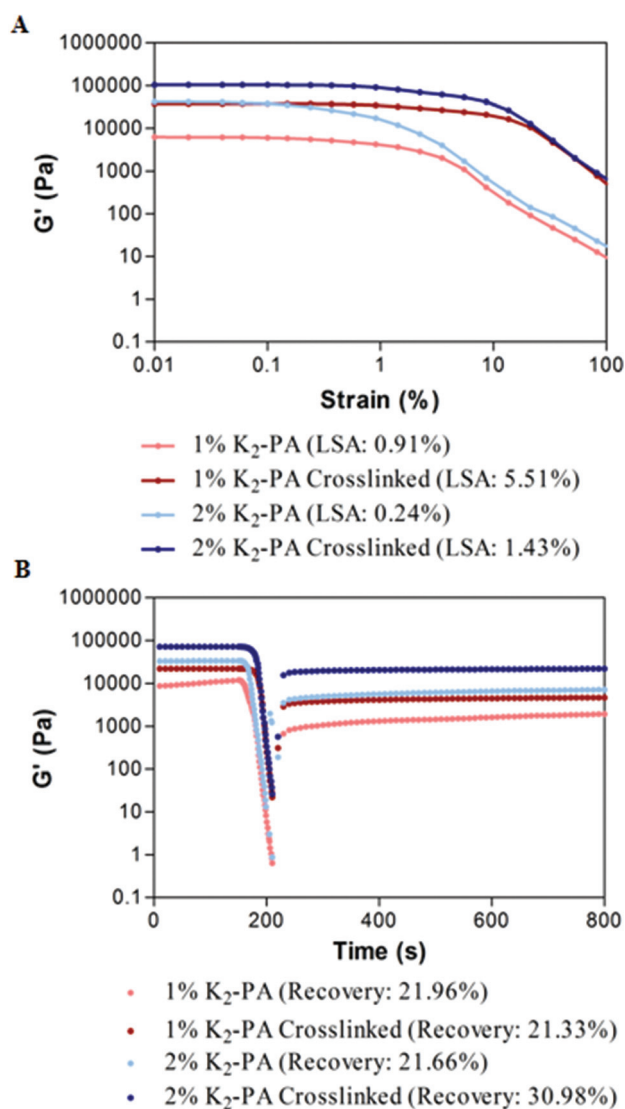 A
1000000
100000
10000
1000
100
10
1
0.1
G' (Pa)
0.01 0.1 1 10 100
Strain (%)
1% K₂-PA (LSA: 0.91%)
1% K₂-PA Crosslinked (LSA: 5.51%)
2% K₂-PA (LSA: 0.24%)
2% K₂-PA Crosslinked (LSA: 1.43%)
B
1000000
100000
10000
1000
100
10
1
0.1
G' (Pa)
0 200 400 600 800
Time (s)
1% K₂-PA (Recovery: 21.96%)
1% K₂-PA Crosslinked (Recovery: 21.33%)
2% K₂-PA (Recovery: 21.66%)
2% K₂-PA Crosslinked (Recovery: 30.98%)